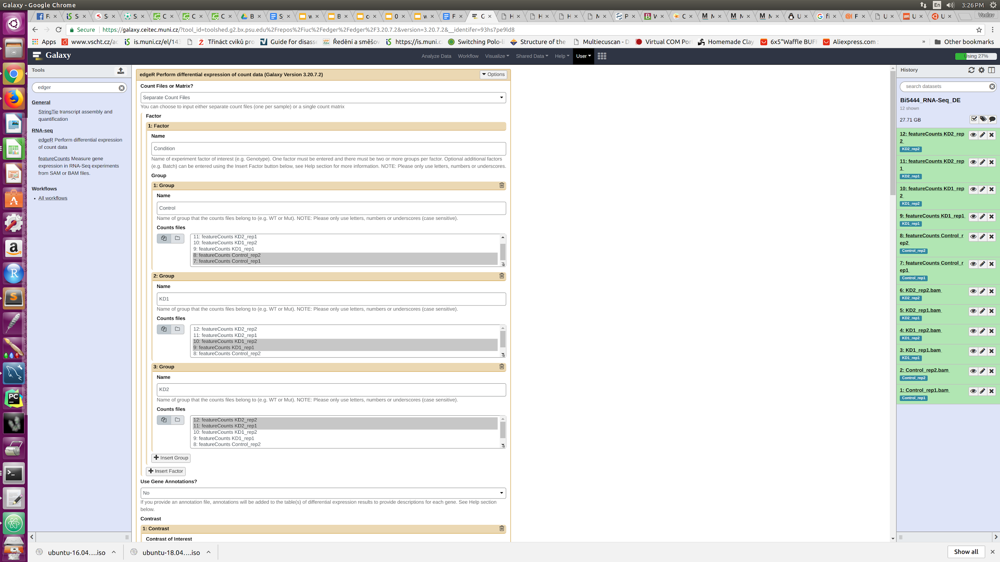 Galaxy - Google Chrome
En
3:26 PM
Vaclav
Secure
https://galaxy.ceitec.muni.cz/?tool_id=toolshed.g2.bx.psu.edu%2Frepos%2Fiuc%2Fedger%2Fedger%2F3.20.7.2&version=3.20.7.2&__identifer=93hs7pe9ld8
Apps
www.vscht.cz/ac
is.muni.cz/el/143
Třináct cviků pro
Guide for disasse
Ředění a směšov
https://is.muni.c
Switching Polo-li
Structure of the
Multiecuscan - D
Virtual COM Port
Homemade Clay
6x5"Waffle BUFF
Aliexpress.com :
»
Other bookmarks
Galaxy
Analyze Data
Workflow
Visualize
Shared Data
Help
User
Using 27%
Tools
edger
General
StringTie transcript assembly and
quantification
RNA-seq
edgeR Perform differential expression
of count data
featureCounts Measure gene
expression in RNA-Seq experiments
from SAM or BAM files.
Workflows
All workflows
edgeR Perform differential expression of count data (Galaxy Version 3.20.7.2)
Options
Count Files or Matrix?
Separate Count Files
You can choose to input either separate count files (one per sample) or a single count matrix
Factor
1: Factor
Name
Condition
Name of experiment factor of interest (e.g. Genotype). One factor must be entered and there must be two or more groups per factor. Optional additional factors
(e.g. Batch) can be entered using the Insert Factor button below, see Help section for more information. NOTE: Please only use letters, numbers or underscores.
Group
1: Group
Name
Control
Name of group that the counts files belong to (e.g. WT or Mut). NOTE: Please only use letters, numbers or underscores (case sensitive).
Counts files
11: featureCounts KD2_rep1
10: featureCounts KD1_rep2
9: featureCounts KD1_rep1
8: featureCounts Control_rep2
7: featureCounts Control_rep1
2: Group
Name
KD1
Name of group that the counts files belong to (e.g. WT or Mut). NOTE: Please only use letters, numbers or underscores (case sensitive).
Counts files
12: featureCounts KD2_rep2
11: featureCounts KD2_rep1
10: featureCounts KD1_rep2
9: featureCounts KD1_rep1
8: featureCounts Control_rep2
3: Group
Name
KD2
Name of group that the counts files belong to (e.g. WT or Mut). NOTE: Please only use letters, numbers or underscores (case sensitive).
Counts files
12: featureCounts KD2_rep2
11: featureCounts KD2_rep1
10: featureCounts KD1_rep2
9: featureCounts KD1_rep1
8: featureCounts Control_rep2
Insert Group
Insert Factor
Use Gene Annotations?
No
If you provide an annotation file, annotations will be added to the table(s) of differential expression results to provide descriptions for each gene. See Help section
below.
Contrast
1: Contrast
Contrast of Interest
History
search datasets
Bi5444_RNA-Seq_DE
12 shown
27.71 GB
12: featureCounts KD2_rep
2
KD2_rep2
11: featureCounts KD2_rep
1
KD2_rep1
10: featureCounts KD1_rep
2
KD1_rep2
9: featureCounts KD1_rep1
KD1_rep1
8: featureCounts Control_r
ep2
Control_rep2
7: featureCounts Control_r
ep1
Control_rep1
6: KD2_rep2.bam
KD2_rep2
5: KD2_rep1.bam
KD2_rep1
4: KD1_rep2.bam
KD1_rep2
3: KD1_rep1.bam
KD1_rep1
2: Control_rep2.bam
Control_rep2
1: Control_rep1.bam
Control_rep1
ubuntu-16.04....iso
ubuntu-18.04....iso
Show all